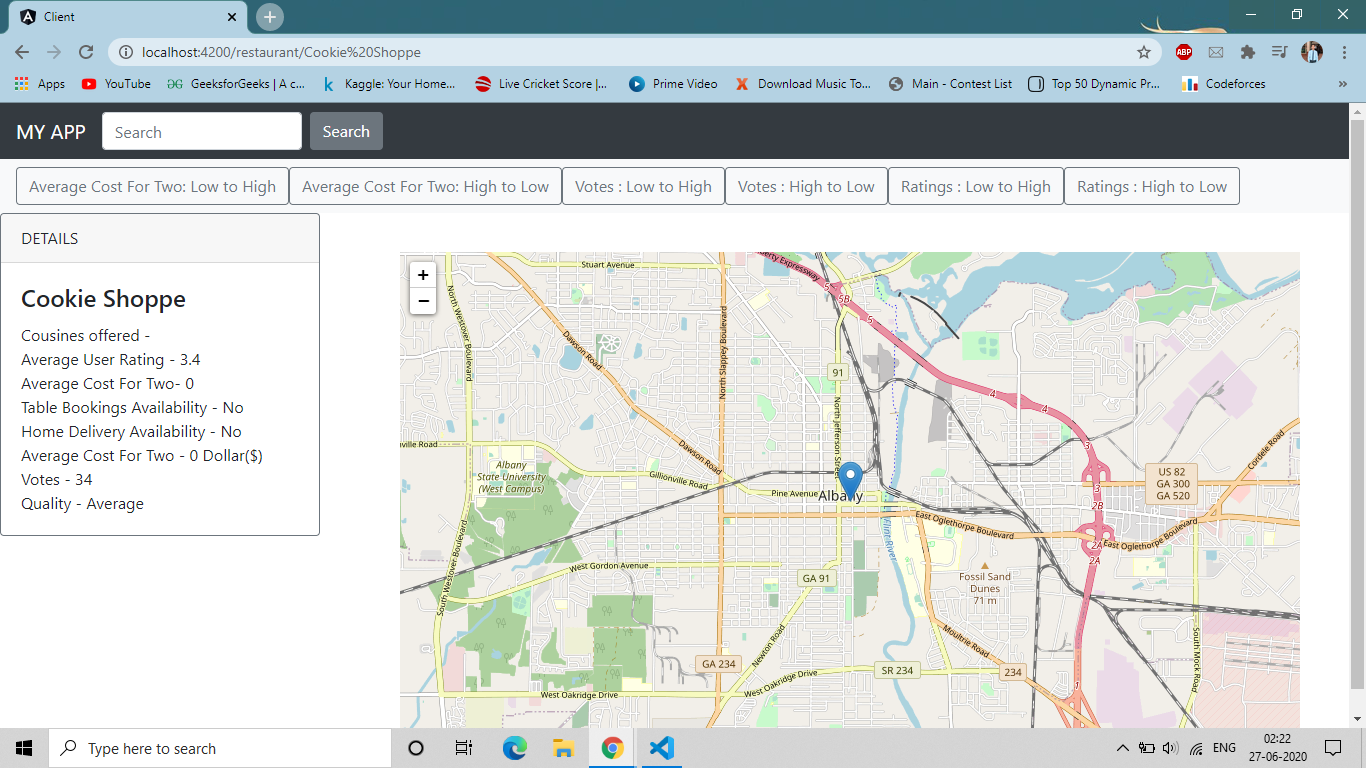 Client
localhost:4200/restaurant/Cookie%20Shoppe
ABP
Apps
YouTube
GeeksforGeeks | A c...
Kaggle: Your Home...
Live Cricket Score |...
Prime Video
Download Music To...
Main - Contest List
Top 50 Dynamic Pr...
Codeforces
»
MY APP
Search
Search
Average Cost For Two: Low to High
Average Cost For Two: High to Low
Votes : Low to High
Votes : High to Low
Ratings : Low to High
Ratings : High to Low
DETAILS
Cookie Shoppe
Cousines offered -
Average User Rating - 3.4
Average Cost For Two- 0
Table Bookings Availability - No
Home Delivery Availability - No
Average Cost For Two - 0 Dollar($)
Votes - 34
Quality - Average
+
−
Stuart Avenue
North Westover Boulevard
Dawson Road
North Slappey Boulevard
erty Expressway
5
5B
5
4
4
3
91
North Jefferson Street
nville Road
Albany
State University
(West Campus)
Dawson Road
Gillionville Road
Pine Avenue
Albany
US 82
GA 300
GA 520
Cordele Road
3
2B
2A
2A
East Oglethorpe Boulevard
East Oglethorpe Boulevard
Flint River
South Westover Boulevard
West Gordon Avenue
GA 91
Fossil Sand
Dunes
71 m
Newton Road
Moultrie Road
South Mock Road
GA 234
SR 234
234
West Oakridge Drive
West Oakridge Drive
1
Type here to search
ENG
02:22
27-06-2020